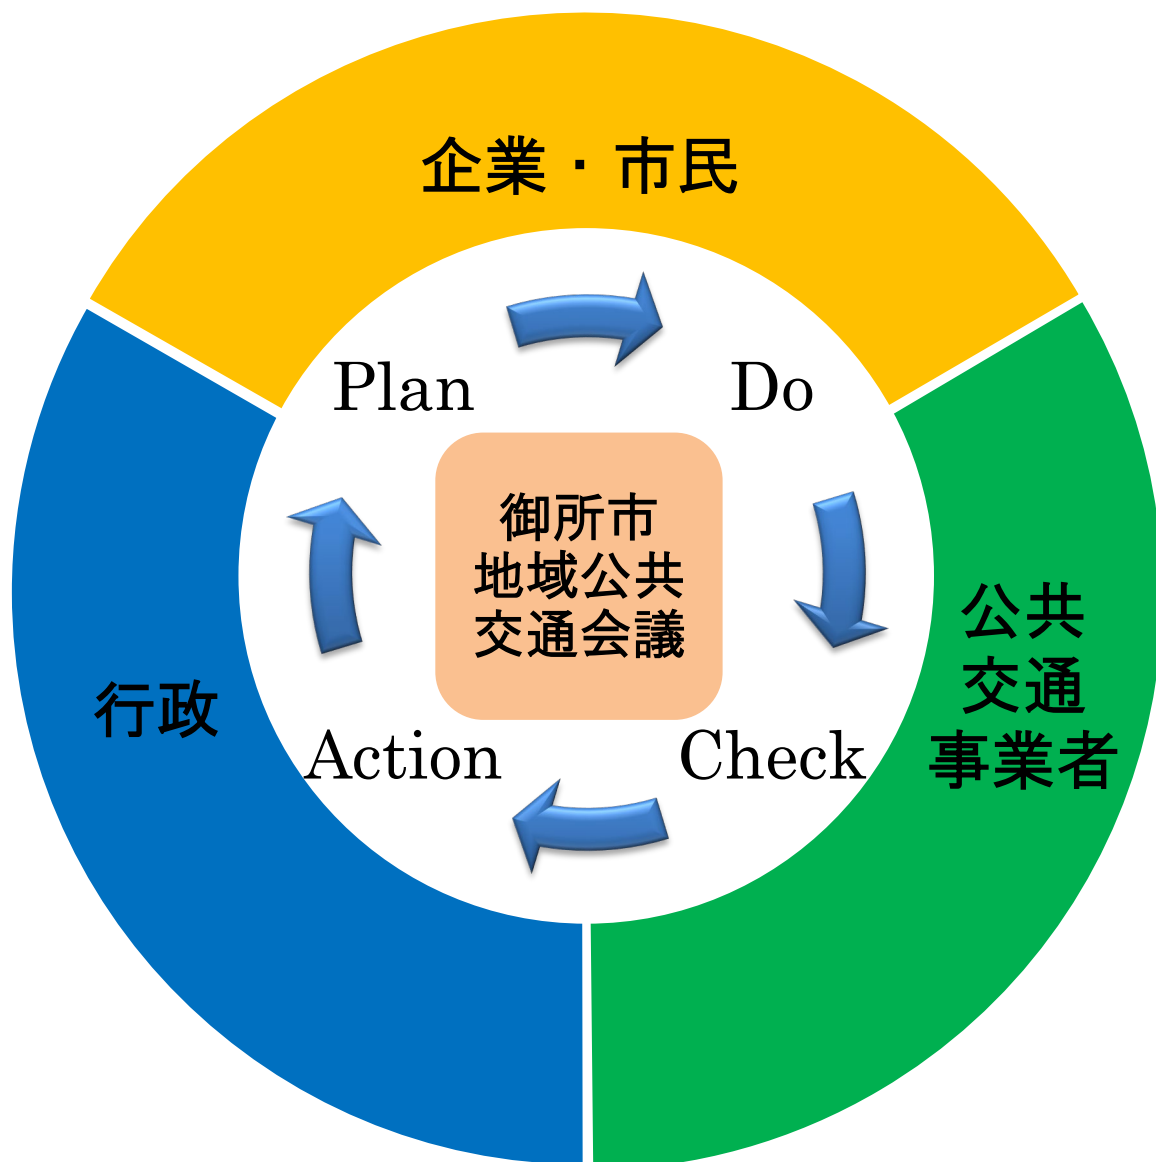 企業・市民
Plan
Do
御所市
地域公共
交通会議
公共
交通
事業者
行政
Action
Check